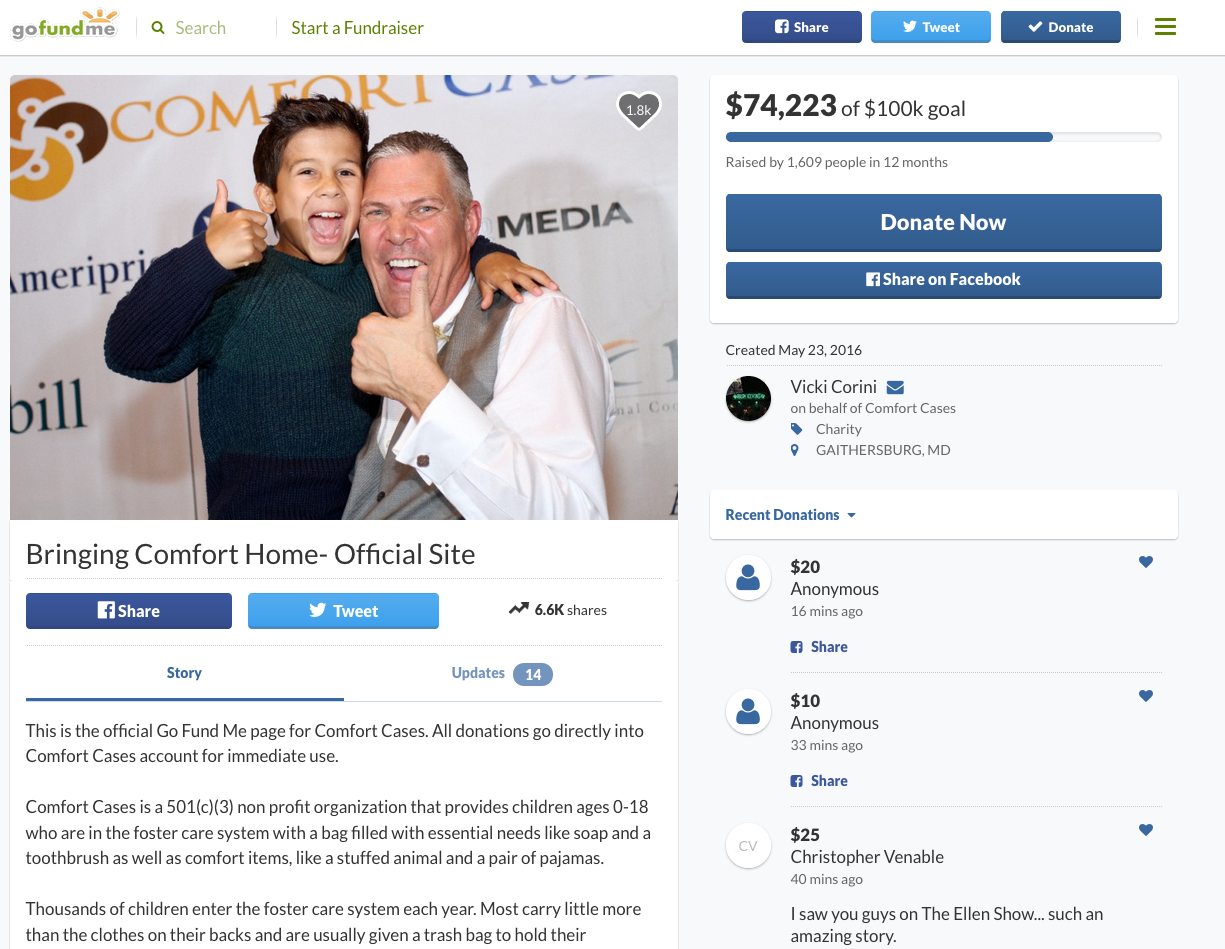 gofundme
Search
Start a Fundraiser
Share
Tweet
Donate
COMFORT CASES
1.8k
MEDIA
Ameripri
bill
nal Co
$74,223 of $100k goal
Raised by 1,609 people in 12 months
Donate Now
Share on Facebook
Created May 23, 2016
Vicki Corini
on behalf of Comfort Cases
Charity
GAITHERSBURG, MD
Bringing Comfort Home- Official Site
Share
Tweet
6.6K shares
Story
Updates 14
This is the official Go Fund Me page for Comfort Cases. All donations go directly into
Comfort Cases account for immediate use.
Comfort Cases is a 501(c)(3) non profit organization that provides children ages 0-18
who are in the foster care system with a bag filled with essential needs like soap and a
toothbrush as well as comfort items, like a stuffed animal and a pair of pajamas.
Thousands of children enter the foster care system each year. Most carry little more
than the clothes on their backs and are usually given a trash bag to hold their
Recent Donations
$20
Anonymous
16 mins ago
Share
$10
Anonymous
33 mins ago
Share
CV
$25
Christopher Venable
40 mins ago
I saw you guys on The Ellen Show... such an
amazing story.